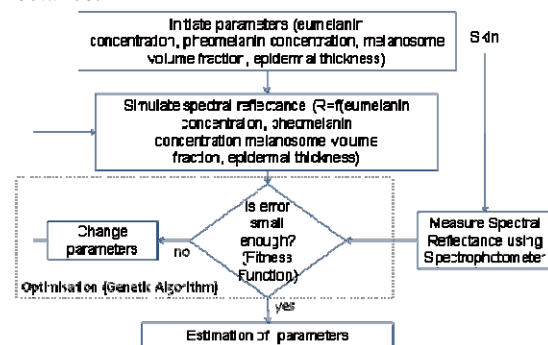 Initiate parameters (eumelanin
concentration, pheomelanin concentration, melanosome
volume fraction, epidermal thickness)
Skin
Simulate spectral reflectance (R=f(eumelanin
concentraion, pheomelanin
concentration melanosome volume
fraction, epidermal thickness)
Is error
small
enough?
(Fitness
Function)
Change
parameters
no
Measure Spectral
Reflectance using
Spectrophotometer
Optimisation (Genetic Algorithm)
yes
Estimation of parameters